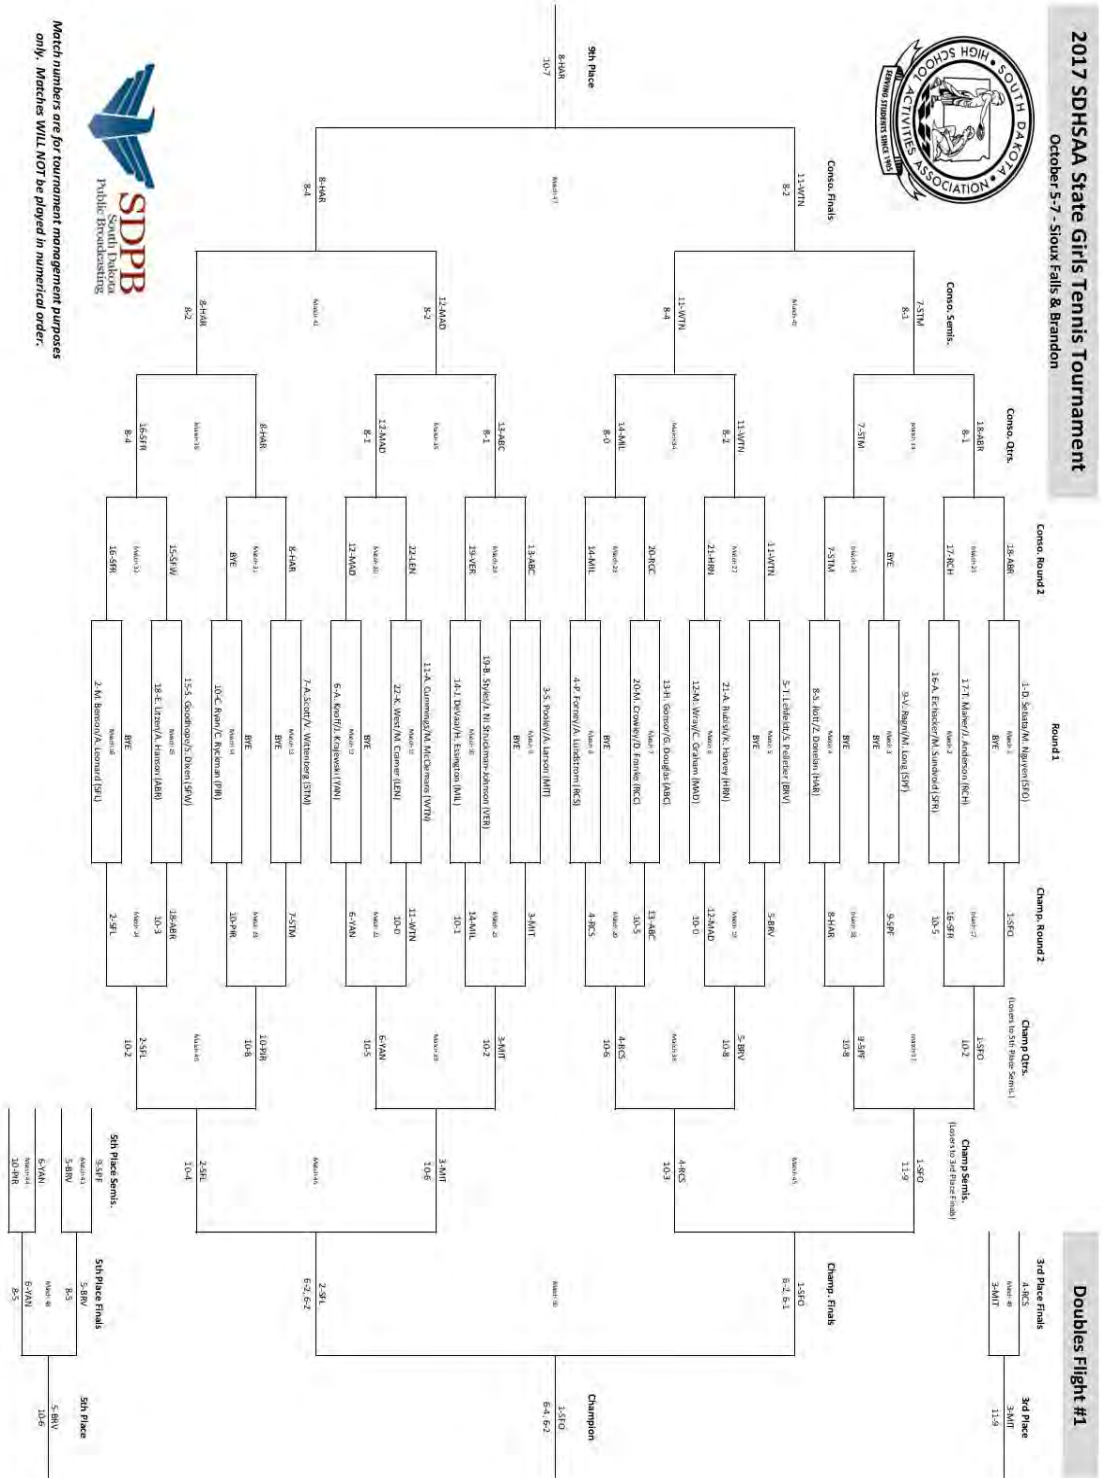 2017 SDHSAA State Girls Tennis Tournament
October 5-7 - Sioux Falls & Brandon
Doubles Flight #1
SOUTH DAKOTA HIGH SCHOOL ACTIVITIES ASSOCIATION
SERVING STUDENTS SINCE 1905
9th Place
Conso. Finals
Conso. Semis.
Conso. Qtrs.
Conso. Round 2
Round 1
Champ. Round 2
Champ Qtrs.
(Losers to 5th Place Semis.)
Champ Semis.
(Losers to 3rd Place Finals)
Champ. Finals
Champion
8-HAR
10-7
11-WTN
8-2
8-HAR
8-4
7-STM
8-1
11-WTN
8-4
12-MAD
8-2
8-HAR
8-2
18-ABR
8-1
7-STM
11-WTN
14-MIL
8-0
13-ABC
8-1
12-MAD
8-1
8-HAR
16-SFR
8-4
18-ABR
17-RCH
BYE
7-STM
11-WTN
21-HRN
20-RCC
14-MIL
13-ABC
19-VER
22-LEN
12-MAD
8-HAR
BYE
15-SFW
16-SFR
BYE
17-T. Maher/J. Anderson (RCH)
9-V. Ragni/M. Long (SPF)
BYE
BYE
8-S. Holt/Z. Donelan (HAR)
5-T. Lehfeldt/S. Pelletier (BRV)
BYE
21-A. Rubish/K. Harvey (HRN)
12-M. Wray/C. Graham (MAD)
13-H. Gonsor/G. Douglas (ABC)
20-M. Crowley/D. Franke (RCC)
BYE
4-P. Forney/A. Lundstrom (RCS)
3-S. Pooley/A. Larson (MIT)
BYE
19-B. Styles/J. Ni Struckman-Johnson (VER)
14-J. DeVaal/H. Essington (MIL)
11-A. Cummings/M. McDermons (WTN)
22-K. West/M. Cramer (LEN)
BYE
6-A. Knoff/J. Krajewski (YAN)
7-A. Scott/V. Wittenberg (STM)
BYE
BYE
10-C. Ryan/C. Ryckman (PIR)
15-S. Goodhope/S. Dixen (SFW)
18-E. Litzen/A. Hanson (ABR)
BYE
2-M. Benson/A. Leonard (SFL)
1-SFO
16-SFR
10-5
9-SPF
8-HAR
5-BRV
12-MAD
10-0
13-ABC
10-5
4-RCS
3-MIT
14-MIL
10-1
11-WTN
10-0
6-YAN
7-STM
10-PIR
18-ABR
10-3
2-SFL
1-SFO
10-2
9-SPF
10-8
5-BRV
10-8
4-RCS
10-6
3-MIT
10-2
6-YAN
10-5
10-PIR
10-8
2-SFL
10-2
1-SFO
11-9
4-RCS
10-3
3-MIT
10-6
2-SFL
10-4
1-SFO
6-2, 6-1
2-SFL
6-2, 6-2
1-SFO
6-4, 6-2
3rd Place Finals
4-RCS
3-MIT
3rd Place
3-MIT
11-9
5th Place Semis.
9-SPF
5-BRV
6-YAN
10-PIR
5th Place Finals
5-BRV
8-5
6-YAN
8-5
5th Place
5-BRV
10-6
SDPB
South Dakota
Public Broadcasting
Match numbers are for tournament management purposes
only. Matches WILL NOT be played in numerical order.